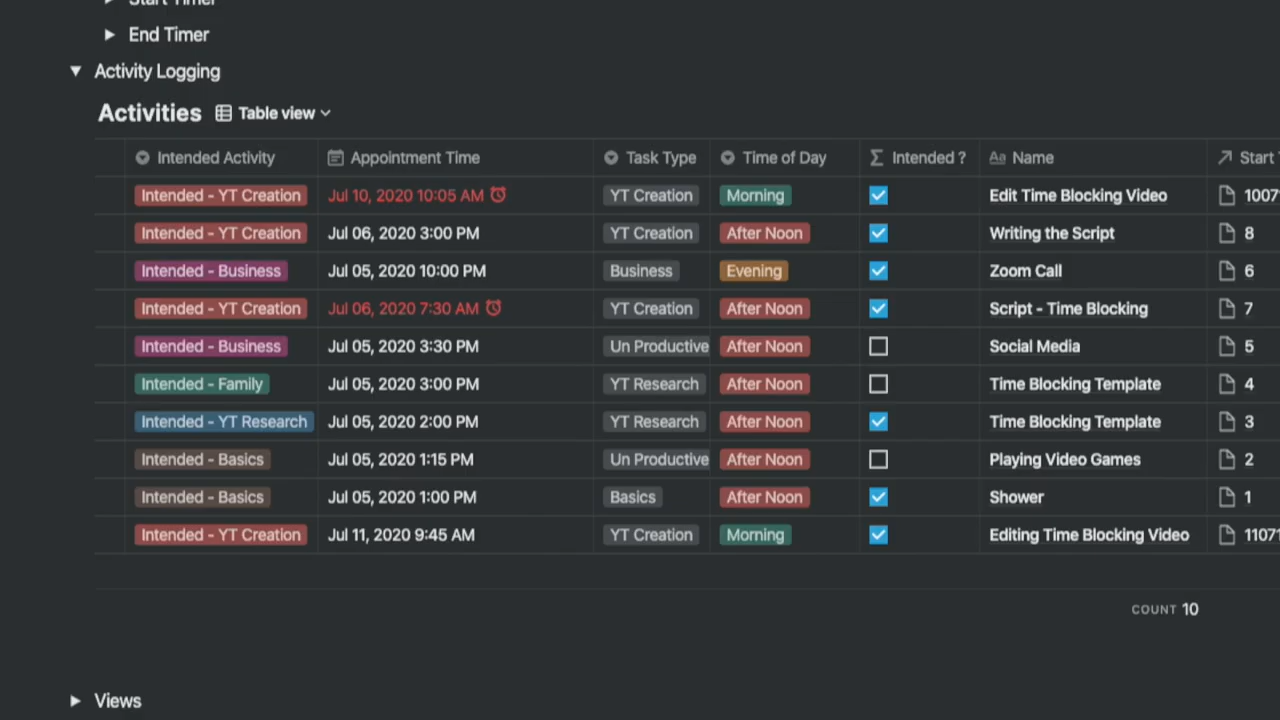 Start Timer
End Timer
Activity Logging
Activities Table view
Intended Activity Appointment Time Task Type Time of Day Σ Intended ? Aa Name Start
Intended - YT Creation Jul 10, 2020 10:05 AM YT Creation Morning Edit Time Blocking Video 1007
Intended - YT Creation Jul 06, 2020 3:00 PM YT Creation After Noon Writing the Script 8
Intended - Business Jul 05, 2020 10:00 PM Business Evening Zoom Call 6
Intended - YT Creation Jul 06, 2020 7:30 AM YT Creation After Noon Script - Time Blocking 7
Intended - Business Jul 05, 2020 3:30 PM Un Productive After Noon Social Media 5
Intended - Family Jul 05, 2020 3:00 PM YT Research After Noon Time Blocking Template 4
Intended - YT Research Jul 05, 2020 2:00 PM YT Research After Noon Time Blocking Template 3
Intended - Basics Jul 05, 2020 1:15 PM Un Productive After Noon Playing Video Games 2
Intended - Basics Jul 05, 2020 1:00 PM Basics After Noon Shower 1
Intended - YT Creation Jul 11, 2020 9:45 AM YT Creation Morning Editing Time Blocking Video 1107
COUNT 10
Views